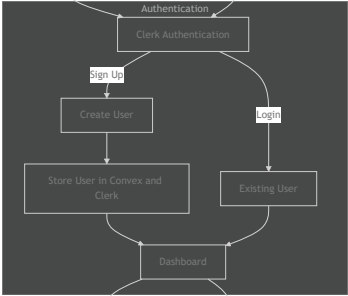 Authentication
Clerk Authentication
Sign Up
Login
Create User
Store User in Convex and
Clerk
Existing User
Dashboard